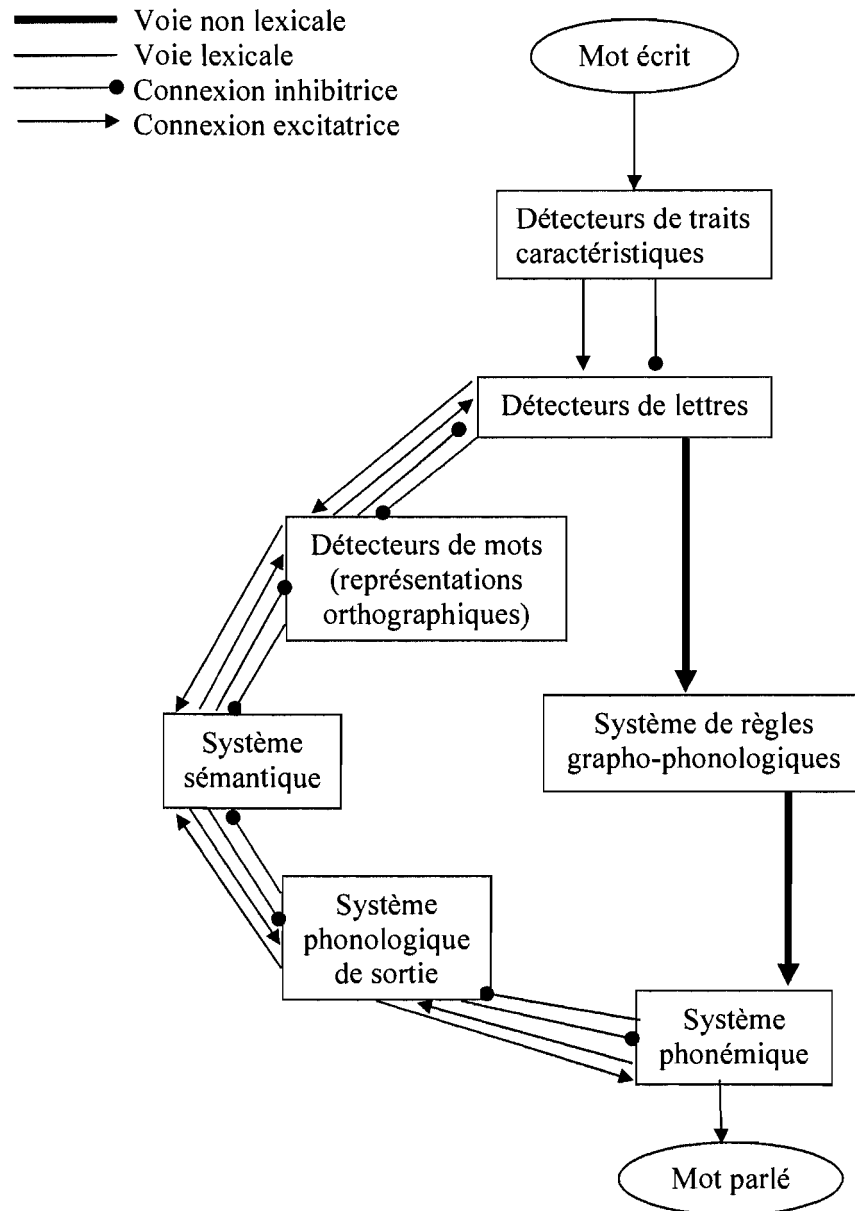 Voie non lexicale
Voie lexicale
Connexion inhibitrice
Connexion excitatrice
Mot écrit
Détecteurs de traits
caractéristiques
Détecteurs de lettres
Détecteurs de mots
(représentations
orthographiques)
Système de règles
grapho-phonologiques
Système
sémantique
Système
phonologique
de sortie
Système
phonémique
Mot parlé